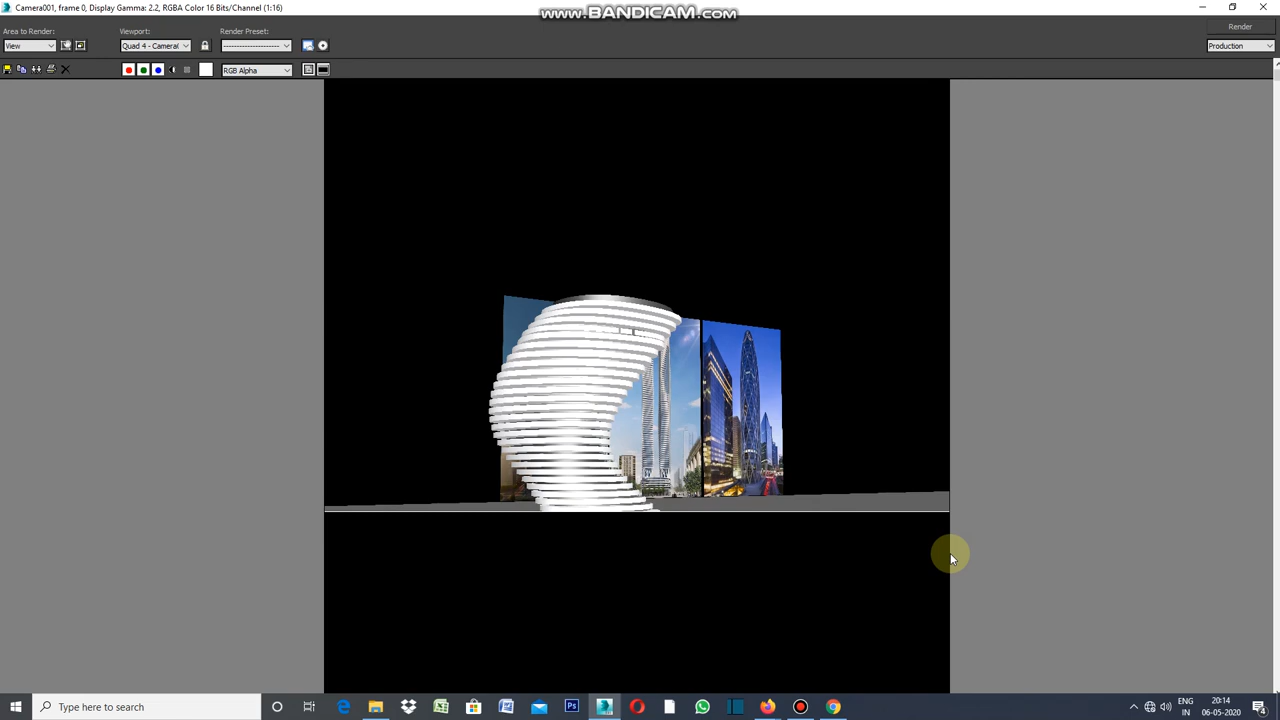 Camera001, frame 0, Display Gamma: 2.2, RGBA Color 16 Bits/Channel (1:16)
www.BANDICAM.com
Area to Render:
Viewport:
Render Preset:
Render
View
Quad 4 - Camera(
Production
RGB Alpha
Type here to search
ENG
IN
20:14
06-05-2020